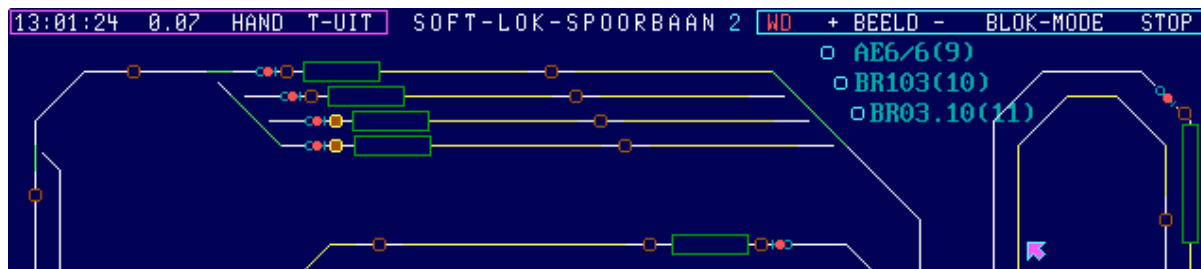 13:01:24 0.07 HAND T-UIT SOFT-LOK-SPOORBAAN 2 WD + BEELD - BLOK-MODE STOP
AE6/6(9)
BR103(10)
BR03.10(11)